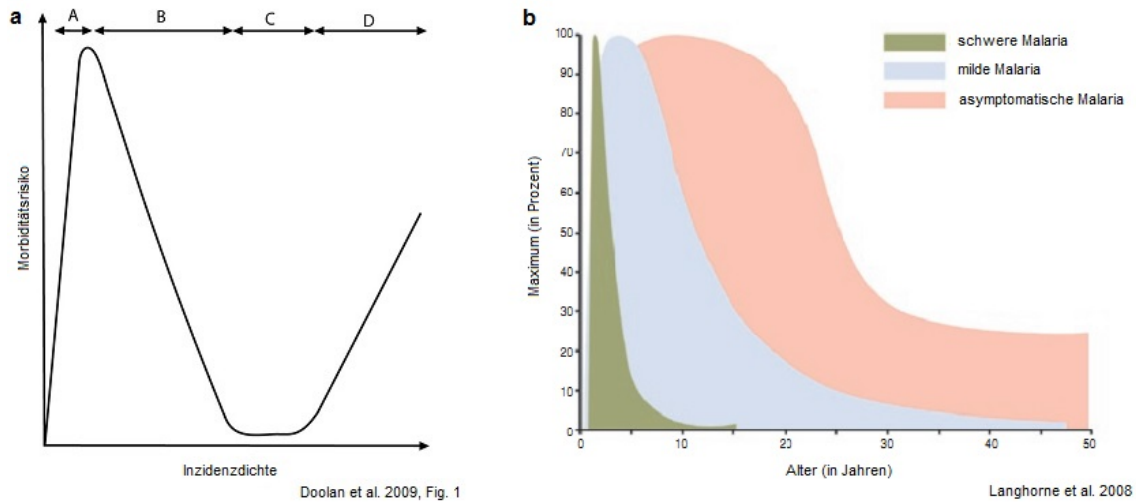 a
A B C D
Morbiditätsrisiko
Inzidenzdichte
Doolan et al. 2009, Fig. 1
b
schwere Malaria
milde Malaria
asymptomatische Malaria
Maximum (in Prozent)
100
90
80
70
60
50
40
30
20
10
0
0 5 10 20 30 40 50
Alter (in Jahren)
Langhorne et al. 2008